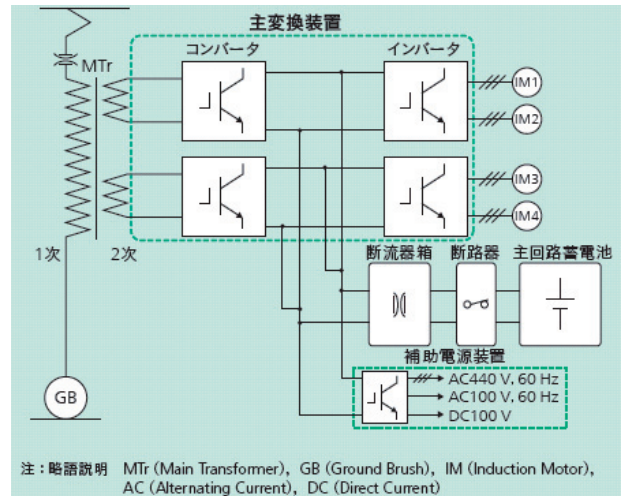 主変換装置
コンバータ
インバータ
MTr
IM1
IM2
IM3
IM4
1次
2次
断流器箱
断路器
主回路蓄電池
補助電源装置
AC440 V, 60 Hz
AC100 V, 60 Hz
DC100 V
GB
注：略語説明 MTr（Main Transformer），GB（Ground Brush），IM（Induction Motor），
AC（Alternating Current），DC（Direct Current）